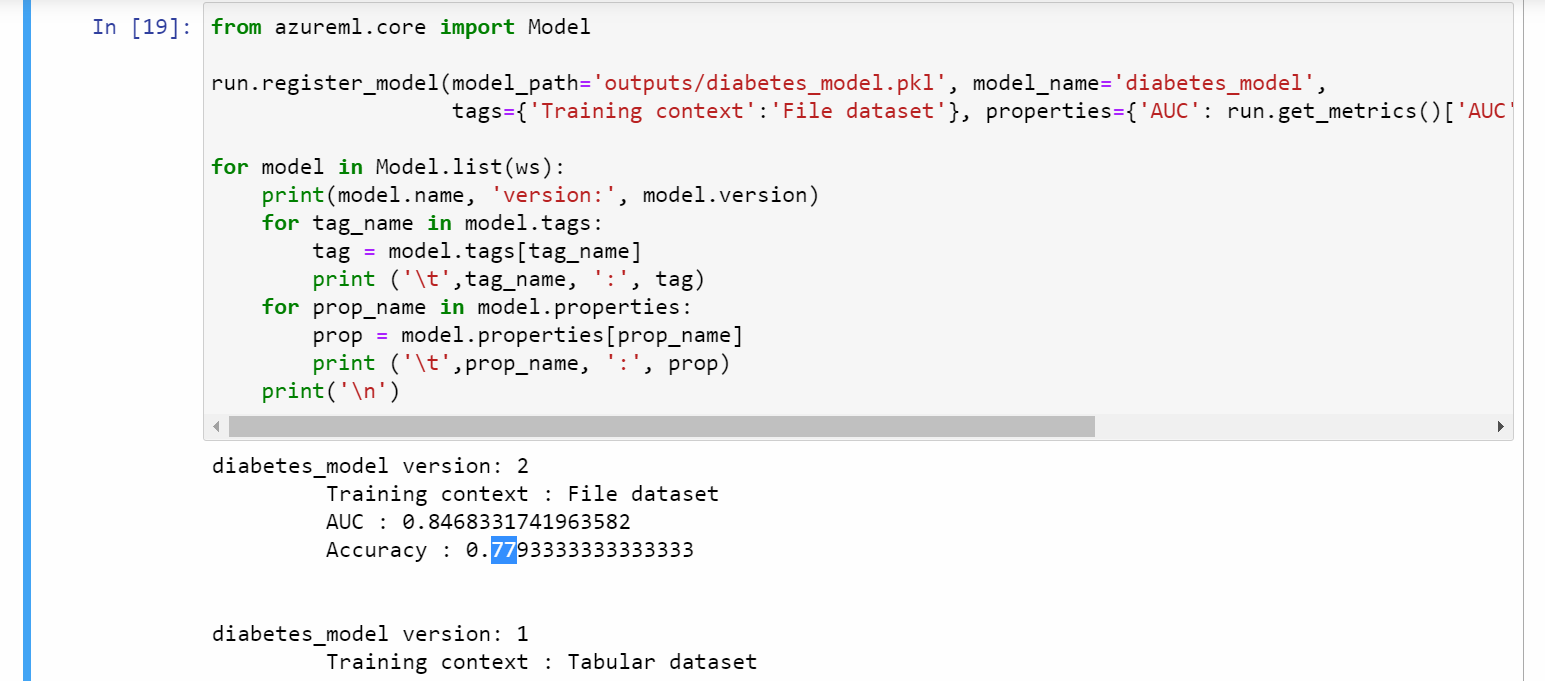 In [19]:
from azureml.core import Model
run.register_model(model_path='outputs/diabetes_model.pkl', model_name='diabetes_model',
tags={'Training context':'File dataset'}, properties={'AUC': run.get_metrics()['AUC'
for model in Model.list(ws):
print(model.name, 'version:', model.version)
for tag_name in model.tags:
tag = model.tags[tag_name]
print ('\t',tag_name, ':', tag)
for prop_name in model.properties:
prop = model.properties[prop_name]
print ('\t',prop_name, ':', prop)
print('\n')
diabetes_model version: 2
Training context : File dataset
AUC : 0.8468331741963582
Accuracy : 0.7793333333333333
diabetes_model version: 1
Training context : Tabular dataset